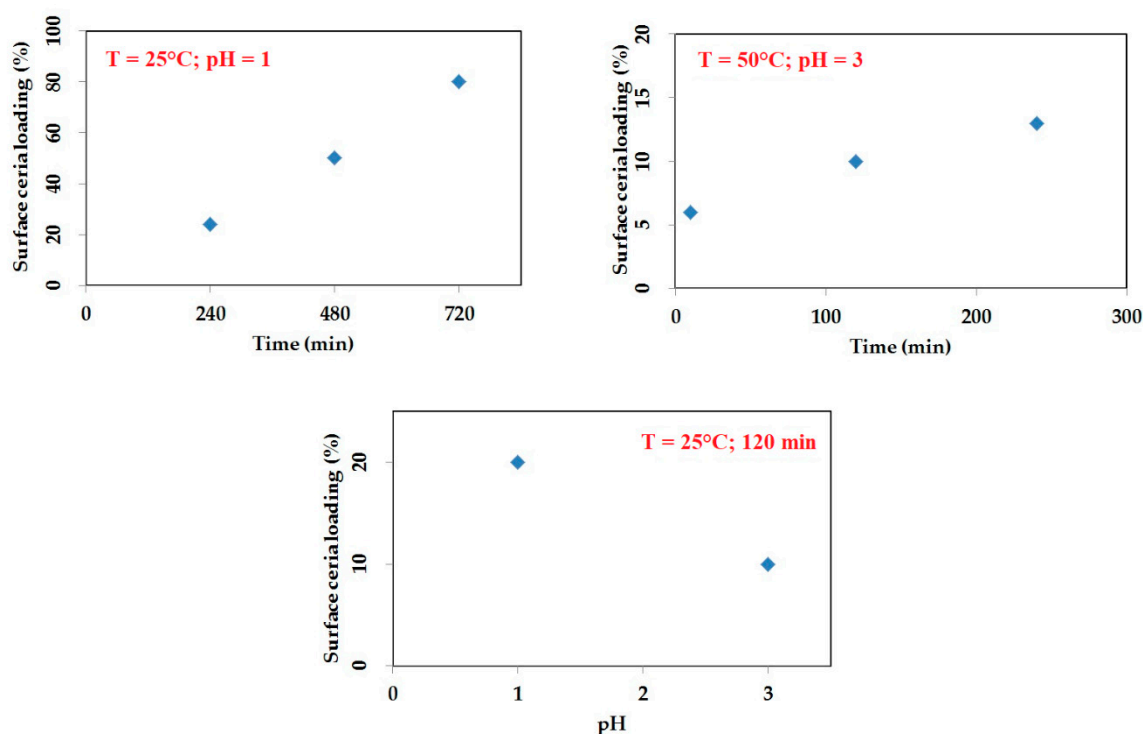 T = 25°C; pH = 1
Surface ceria loading (%)
100
80
60
40
20
0
0 240 480 720
Time (min)
T = 50°C; pH = 3
Surface ceria loading (%)
20
15
10
5
0
0 100 200 300
Time (min)
T = 25°C; 120 min
Surface ceria loading (%)
20
10
0
0 1 2 3
pH